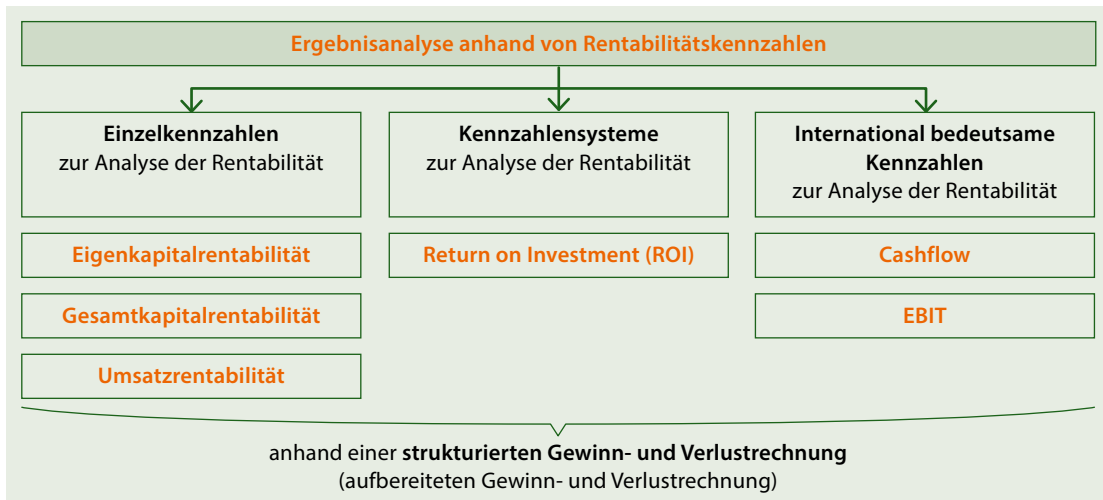 Ergebnisanalyse anhand von Rentabilitätskennzahlen
Einzelkennzahlen
zur Analyse der Rentabilität
Kennzahlensysteme
zur Analyse der Rentabilität
International bedeutsame
Kennzahlen
zur Analyse der Rentabilität
Eigenkapitalrentabilität
Return on Investment (ROI)
Cashflow
Gesamtkapitalrentabilität
EBIT
Umsatzrentabilität
anhand einer strukturierten Gewinn- und Verlustrechnung
(aufbereiteten Gewinn- und Verlustrechnung)